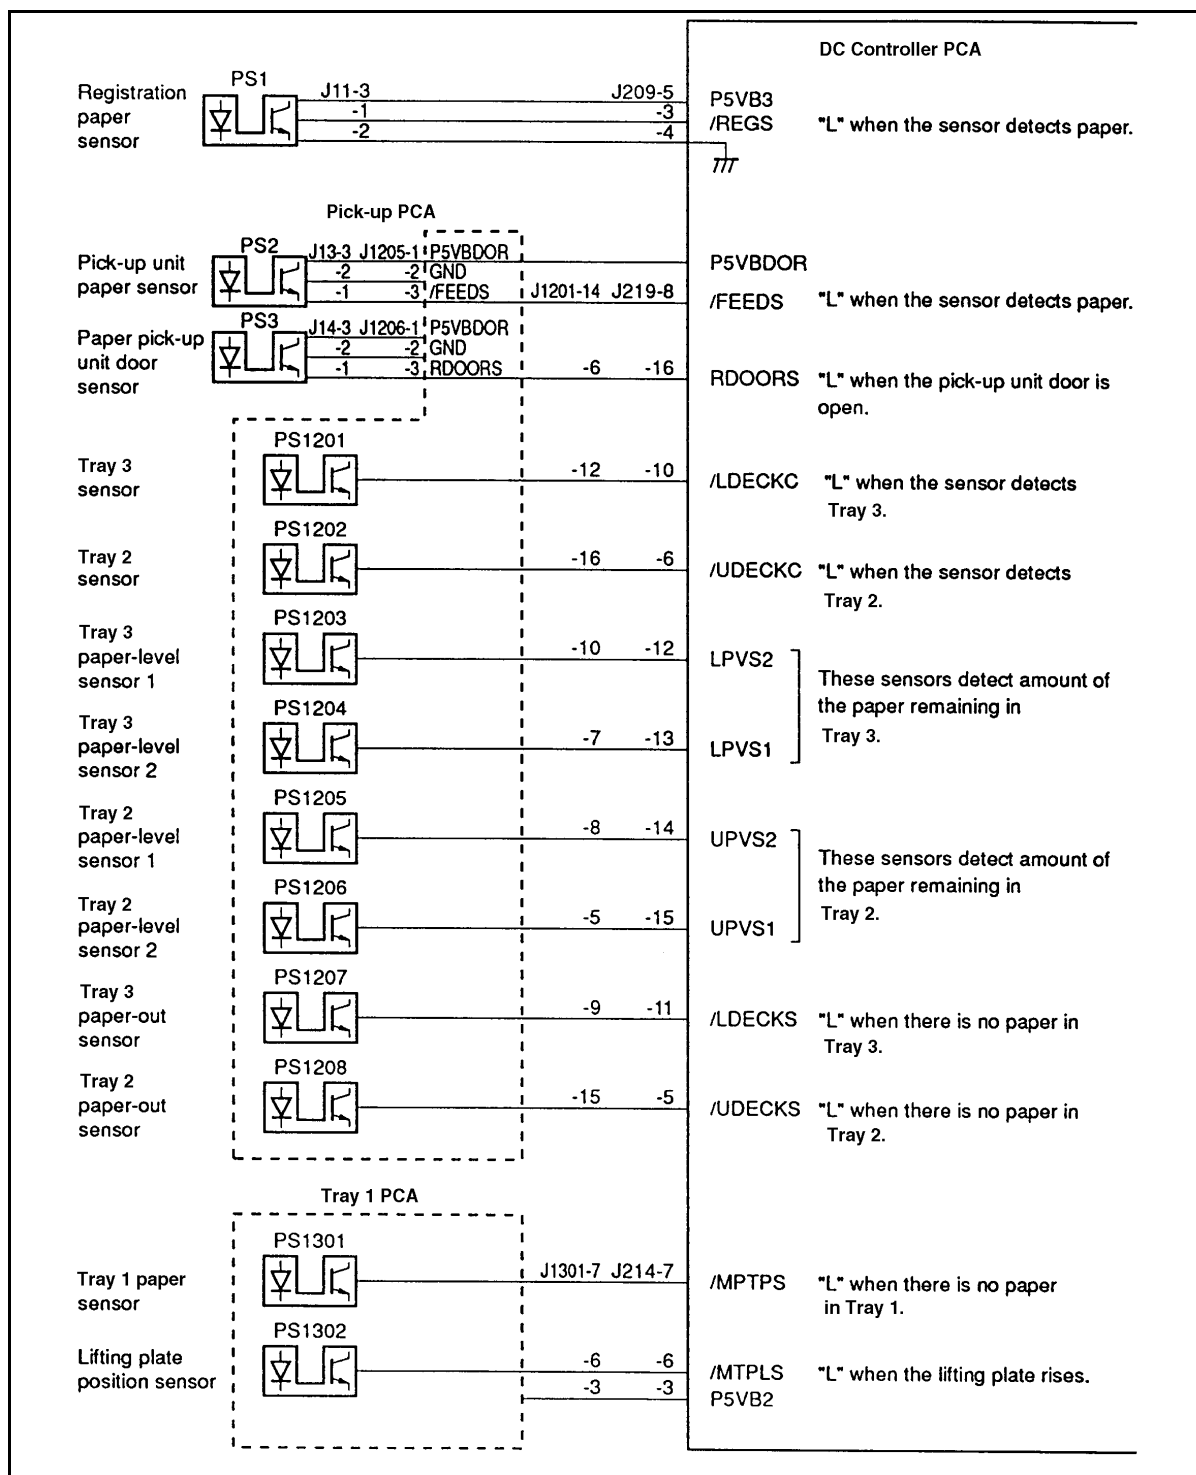 DC Controller PCA
Registration
paper
sensor
PS1
J11-3
-1
-2
J209-5
-3
-4
P5VB3
/REGS
"L" when the sensor detects paper.
Pick-up PCA
Pick-up unit
paper sensor
PS2
J13-3 J1205-1 P5VBDOR
-2 -2 GND
-1 -3 /FEEDS
J1201-14 J219-8
P5VBDOR
/FEEDS
"L" when the sensor detects paper.
Paper pick-up
unit door
sensor
PS3
J14-3 J1206-1 P5VBDOR
-2 -2 GND
-1 -3 RDOORS
-6 -16
RDOORS
"L" when the pick-up unit door is
open.
Tray 3
sensor
PS1201
-12 -10
/LDECKC
"L" when the sensor detects
Tray 3.
Tray 2
sensor
PS1202
-16 -6
/UDECKC
"L" when the sensor detects
Tray 2.
Tray 3
paper-level
sensor 1
PS1203
-10 -12
LPVS2
Tray 3
paper-level
sensor 2
PS1204
-7 -13
LPVS1
These sensors detect amount of
the paper remaining in
Tray 3.
Tray 2
paper-level
sensor 1
PS1205
-8 -14
UPVS2
Tray 2
paper-level
sensor 2
PS1206
-5 -15
UPVS1
These sensors detect amount of
the paper remaining in
Tray 2.
Tray 3
paper-out
sensor
PS1207
-9 -11
/LDECKS
"L" when there is no paper in
Tray 3.
Tray 2
paper-out
sensor
PS1208
-15 -5
/UDECKS
"L" when there is no paper in
Tray 2.
Tray 1 PCA
Tray 1 paper
sensor
PS1301
J1301-7 J214-7
/MPTPS
"L" when there is no paper
in Tray 1.
Lifting plate
position sensor
PS1302
-6 -6
/MTPLS
"L" when the lifting plate rises.
-3 -3
P5VB2